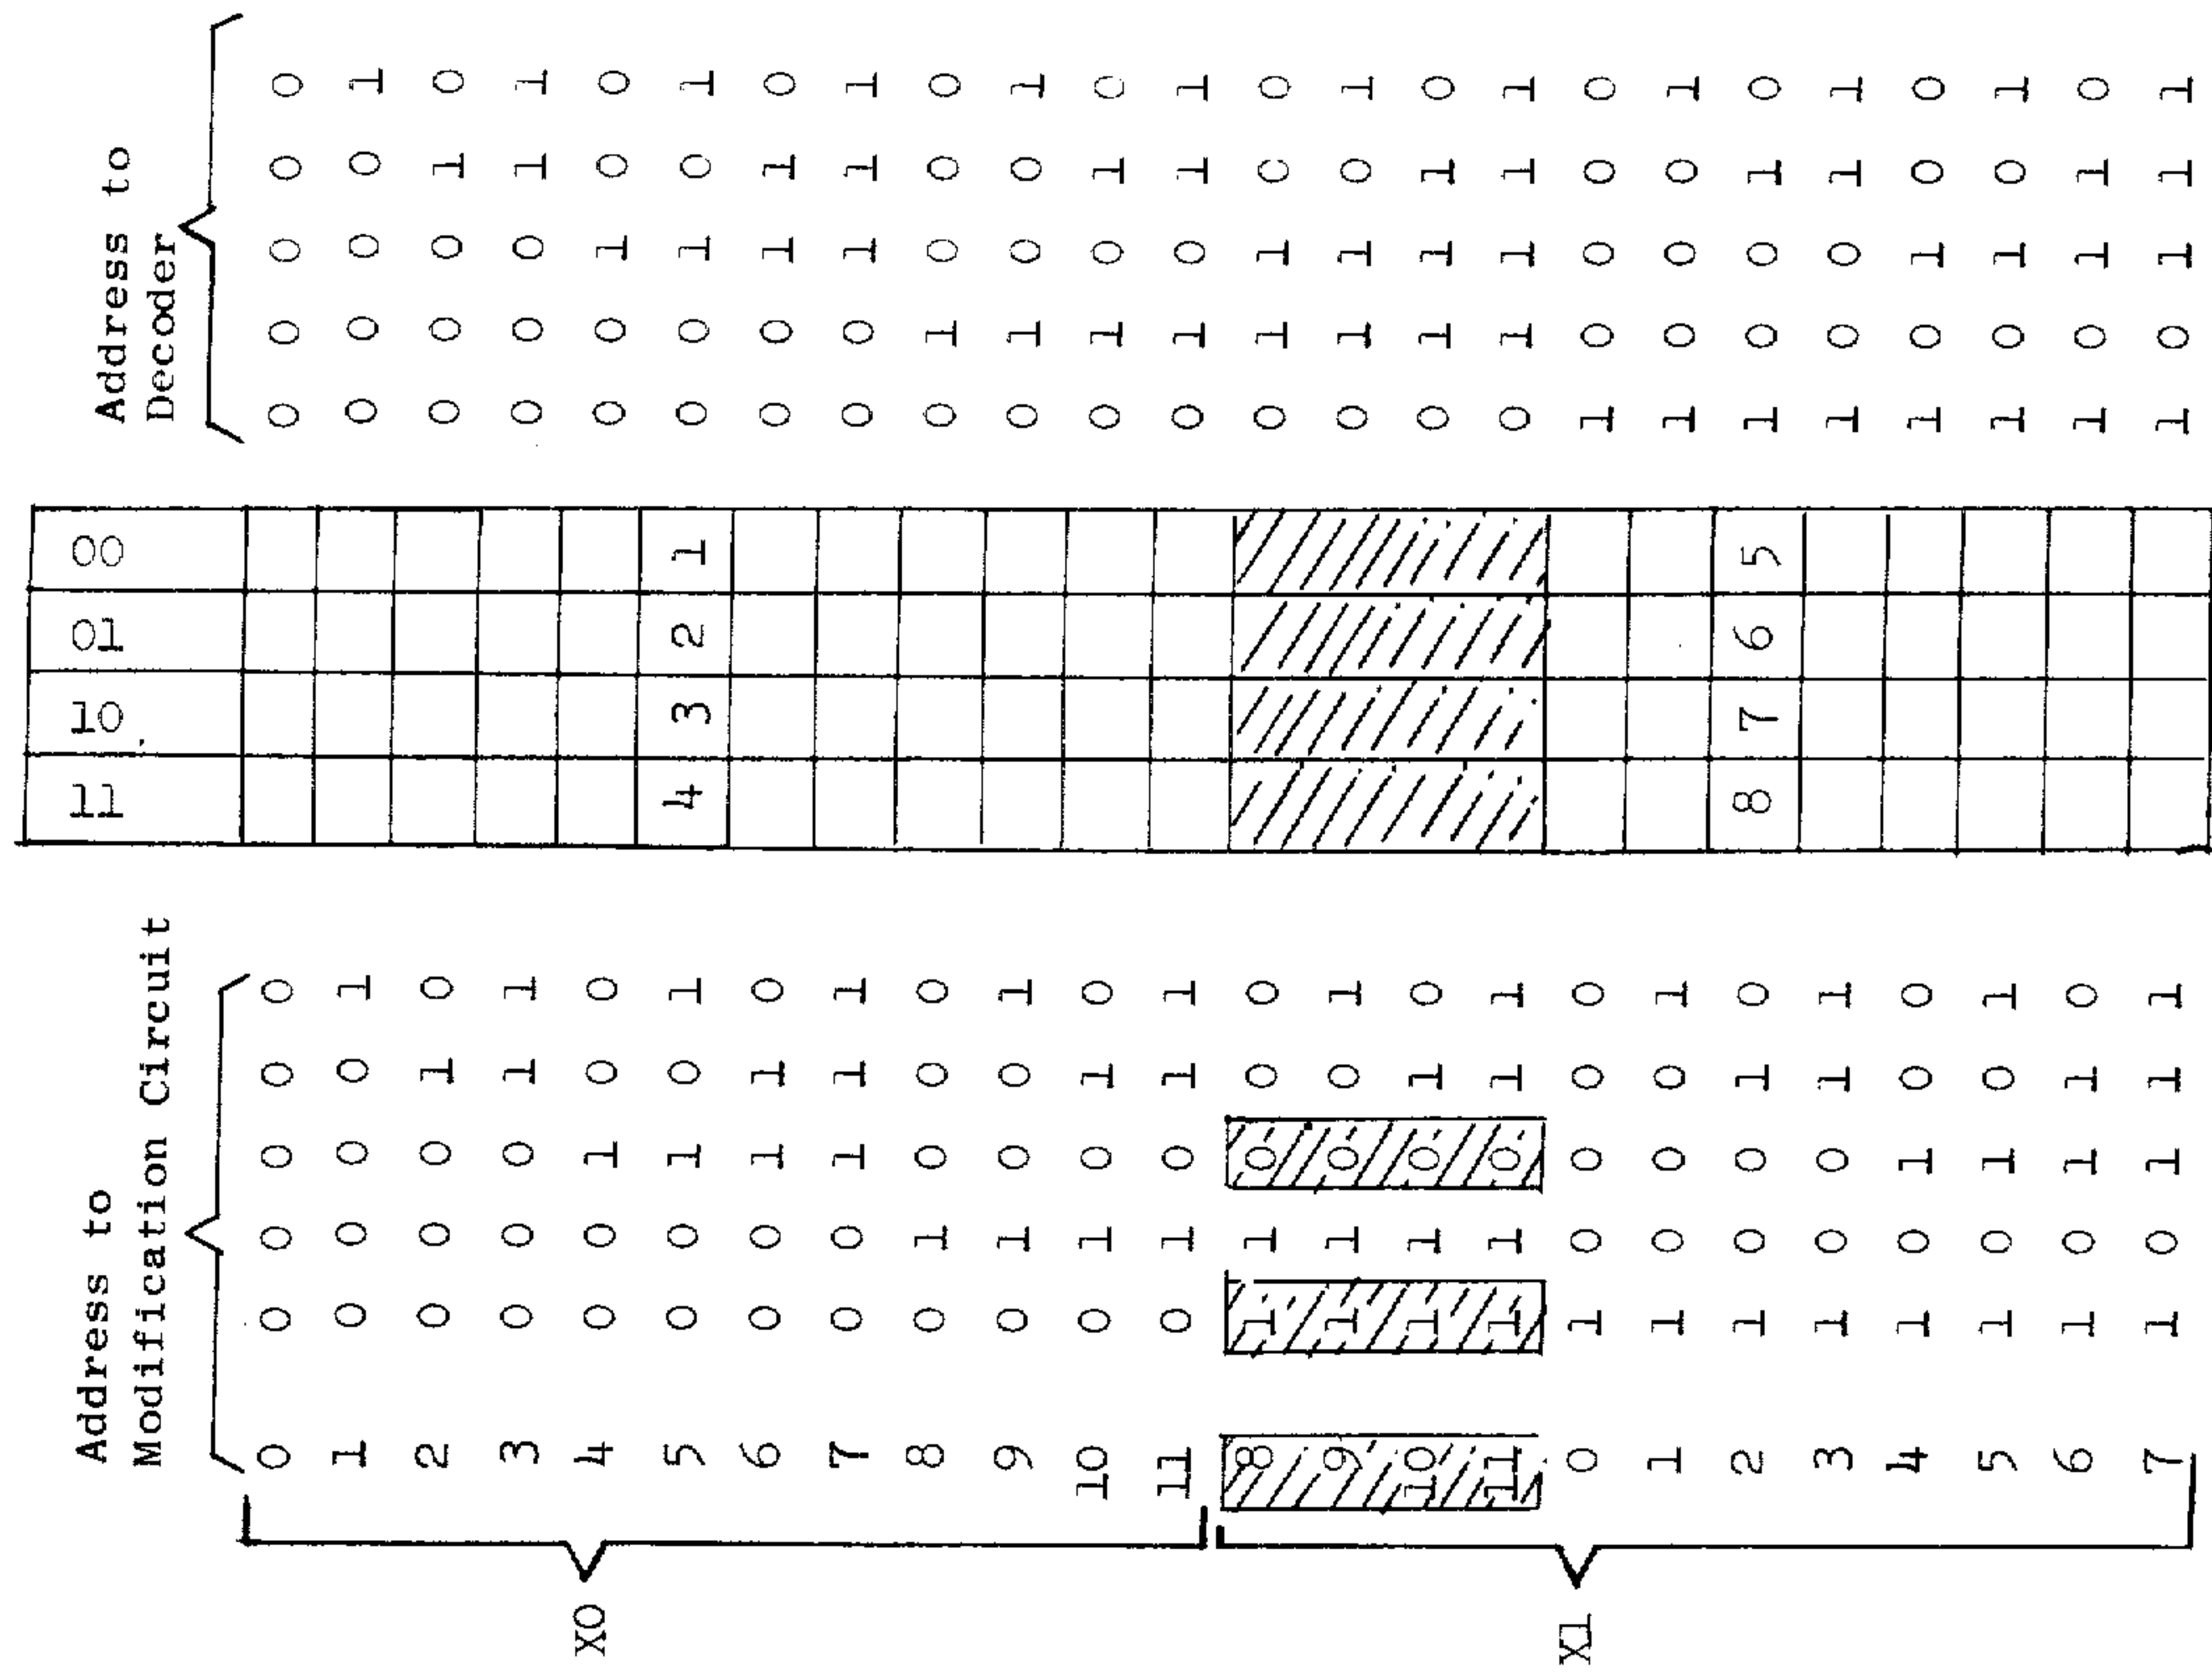 Address to
Modification Circuit
11 10 01 00
Address to
Decoder
0 0 0 0 0 0 0 0 0 0 0
1 0 0 0 0 1 0 0 0 0 1
2 0 0 0 1 0 0 0 0 1 0
3 0 0 0 1 1 0 0 0 1 1
X0 4 0 0 1 0 0 0 0 1 0 0
5 0 0 1 0 1 4 3 2 1 0 0 1 0 1
6 0 0 1 1 0 0 0 1 1 0
7 0 0 1 1 1 0 0 1 1 1
8 0 1 0 0 0 0 1 0 0 0
9 0 1 0 0 1 0 1 0 0 1
10 0 1 0 1 0 0 1 0 1 0
11 0 1 0 1 1 0 1 0 1 1
8 1 1 0 0 0 0 1 1 0 0
9 1 1 0 0 1 0 1 1 0 1
10 1 1 0 1 0 0 1 1 1 0
11 1 1 0 1 1 0 1 1 1 1
X1 0 1 0 0 0 0 1 0 0 0 0
1 1 0 0 0 1 1 0 0 0 1
2 1 0 0 1 0 8 7 6 5 1 0 0 1 0
3 1 0 0 1 1 1 0 0 1 1
4 1 0 1 0 0 1 0 1 0 0
5 1 0 1 0 1 1 0 1 0 1
6 1 0 1 1 0 1 0 1 1 0
7 1 0 1 1 1 1 0 1 1 1